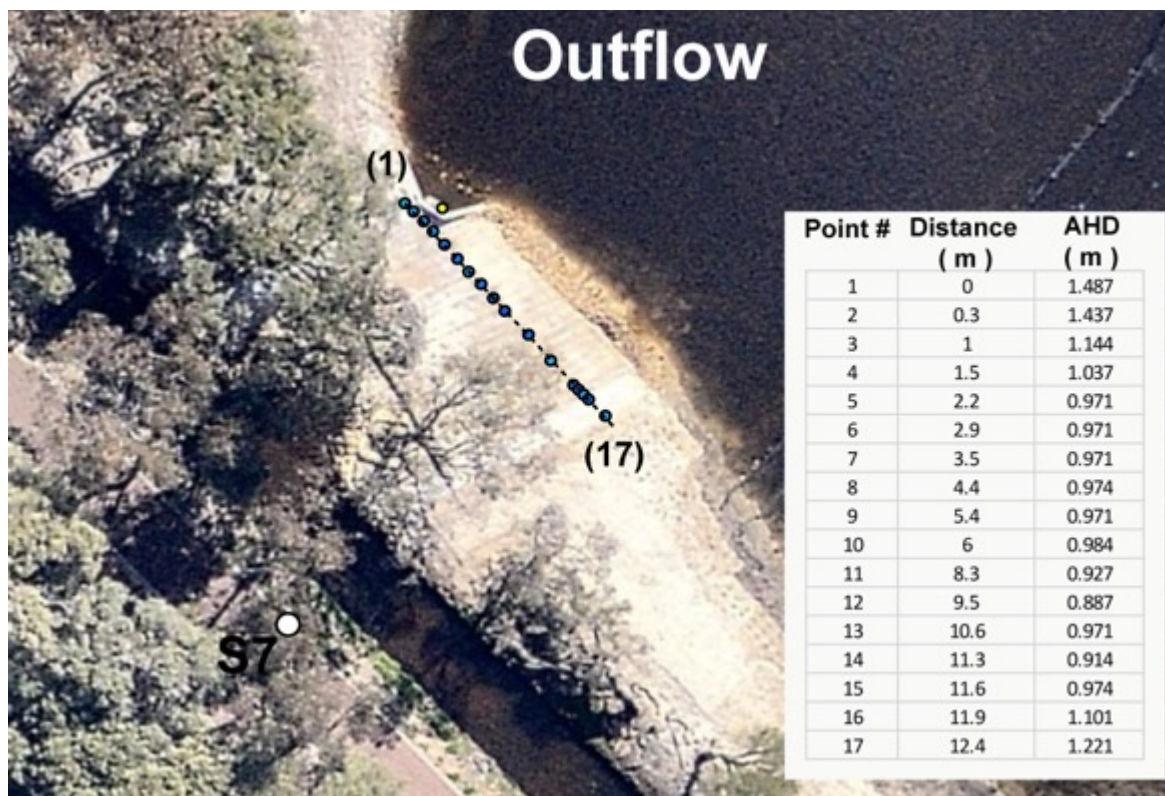 Outflow
(1)
(17)
S7
Point # Distance AHD
( m ) ( m )
1 0 1.487
2 0.3 1.437
3 1 1.144
4 1.5 1.037
5 2.2 0.971
6 2.9 0.971
7 3.5 0.971
8 4.4 0.974
9 5.4 0.971
10 6 0.984
11 8.3 0.927
12 9.5 0.887
13 10.6 0.971
14 11.3 0.914
15 11.6 0.974
16 11.9 1.101
17 12.4 1.221